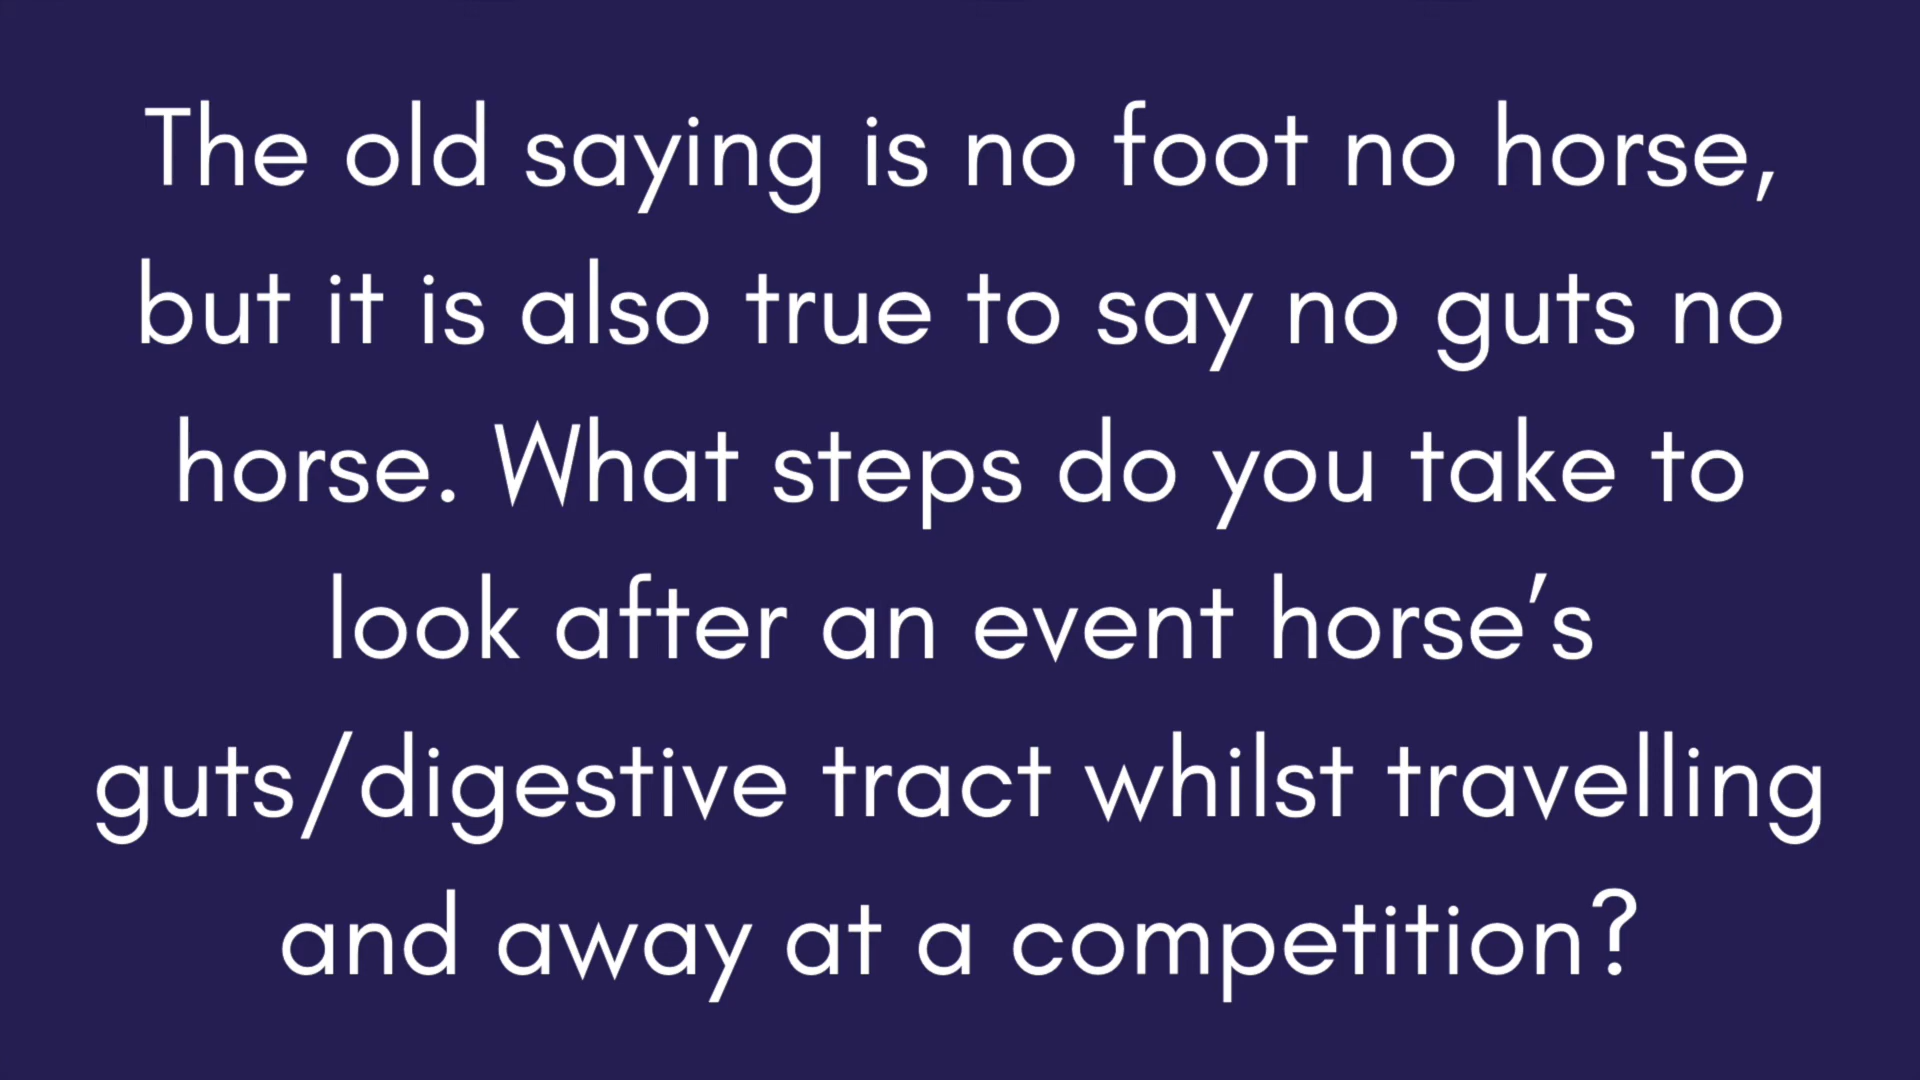 The old saying is no foot no horse,
but it is also true to say no guts no
horse. What steps do you take to
look after an event horse’s
guts/digestive tract whilst travelling
and away at a competition?